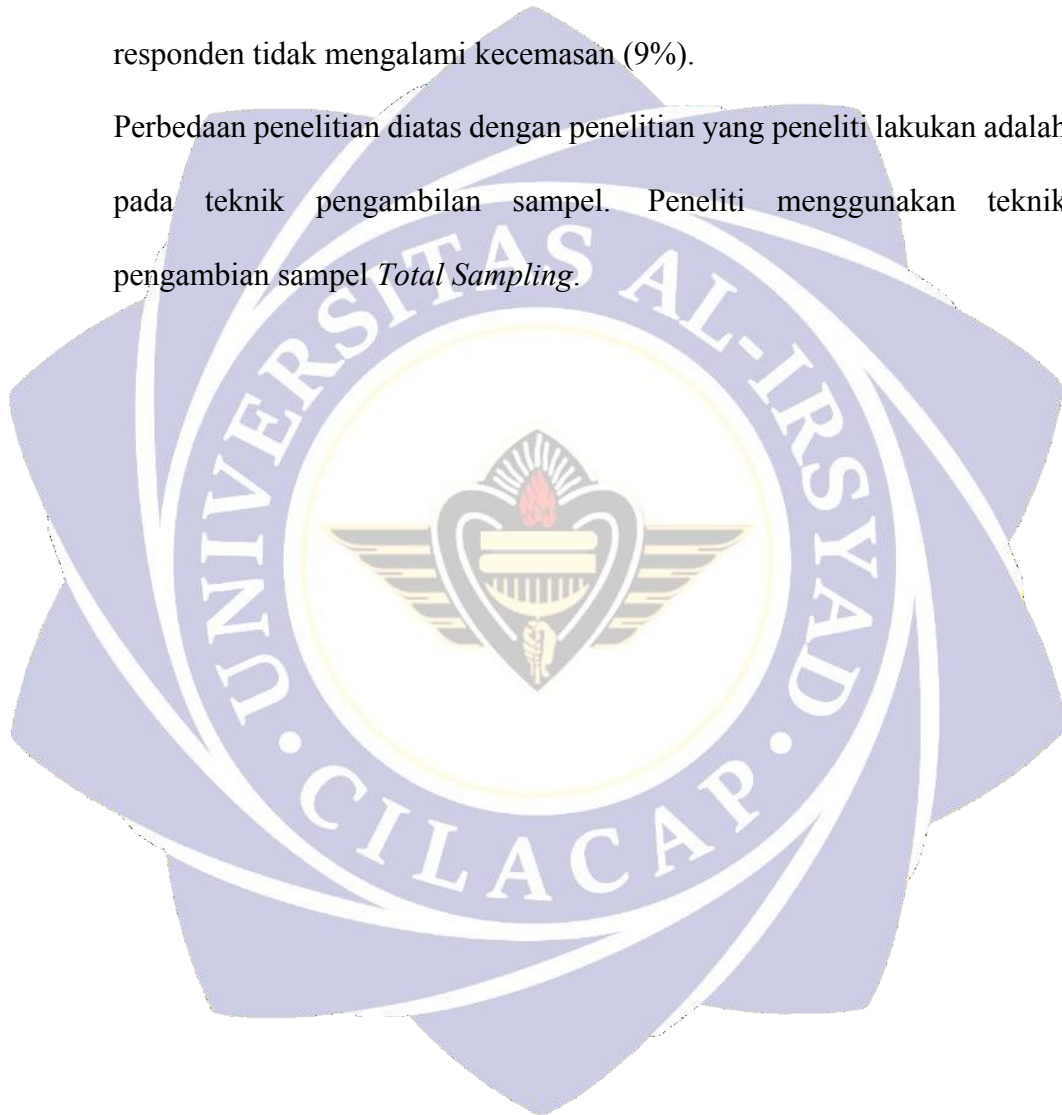 responden tidak mengalami kecemasan (9%).
Perbedaan penelitian diatas dengan penelitian yang peneliti lakukan adalah
pada teknik pengambilan sampel. Peneliti menggunakan teknik
pengambian sampel Total Sampling.
UNIVERSITAS AL-IRSYAD
• CILACAP •